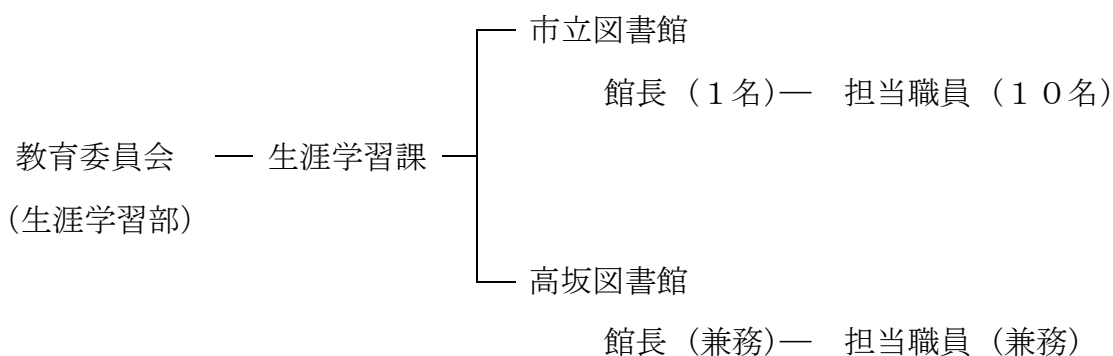 市立図書館
館長（１名）― 担当職員（１０名）
教育委員会 ― 生涯学習課
（生涯学習部）
高坂図書館
館長（兼務）― 担当職員（兼務）